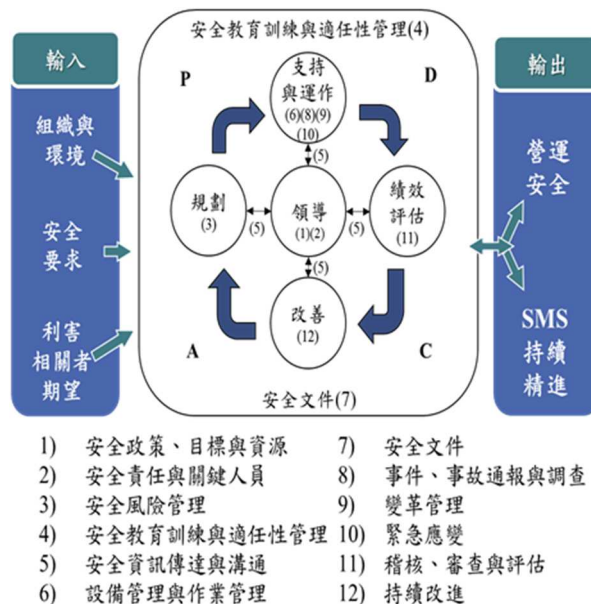 安全教育訓練與適任性管理(4)
輸入
組織與
環境
安全
要求
利害
相關者
期望
P
D
支持
與運作
(6)(8)(9)
(10)
(5)
規劃
(3)
(5)
領導
(1)(2)
(5)
績效
評估
(11)
(5)
改善
(12)
A
C
安全文件(7)
輸出
營運
安全
SMS
持續
精進
1) 安全政策、目標與資源
2) 安全責任與關鍵人員
3) 安全風險管理
4) 安全教育訓練與適任性管理
5) 安全資訊傳達與溝通
6) 設備管理與作業管理
7) 安全文件
8) 事件、事故通報與調查
9) 變革管理
10) 緊急應變
11) 稽核、審查與評估
12) 持續改進